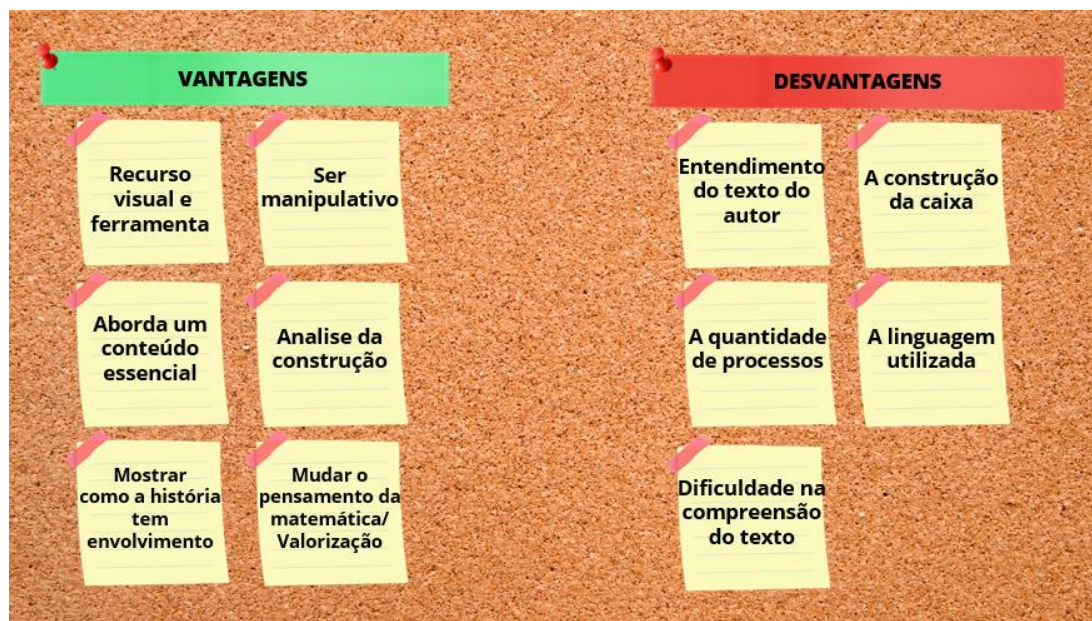 VANTAGENS
Recurso
visual e
ferramenta
Ser
manipulativo
Aborda um
conteúdo
essencial
Analise da
construção
Mostrar
como a história
tem
envolvimento
Mudar o
pensamento da
matemática/
Valorização
DESVANTAGENS
Entendimento
do texto do
autor
A construção
da caixa
A quantidade
de processos
A linguagem
utilizada
Dificuldade na
compreensão
do texto